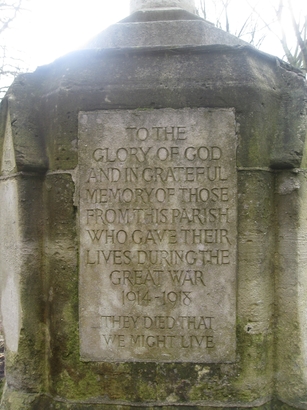 TO THE
GLORY OF GOD
AND IN GRATEFUL
MEMORY OF THOSE
FROM THIS PARISH
WHO GAVE THEIR
LIVES DURING THE
GREAT WAR
1914-1918
THEY DIED THAT
WE MIGHT LIVE